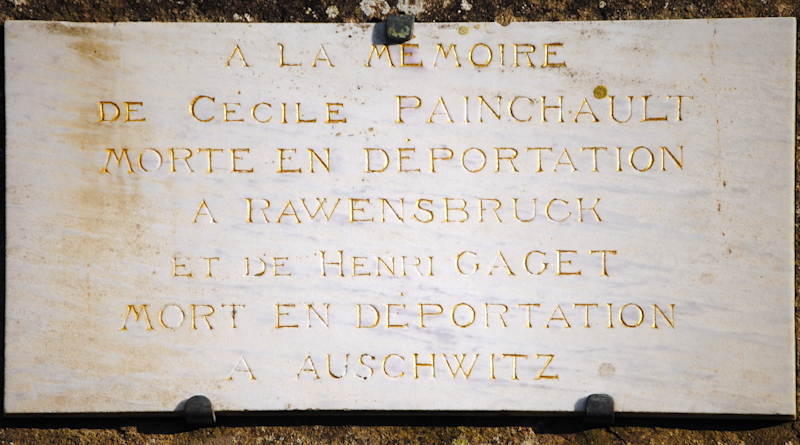 A LA MÉMOIRE
DE CÉCILE PAINCHAULT
MORTE EN DÉPORTATION
A RAWENSBRUCK
ET DE HENRI GAGET
MORT EN DÉPORTATION
A AUSCHWITZ